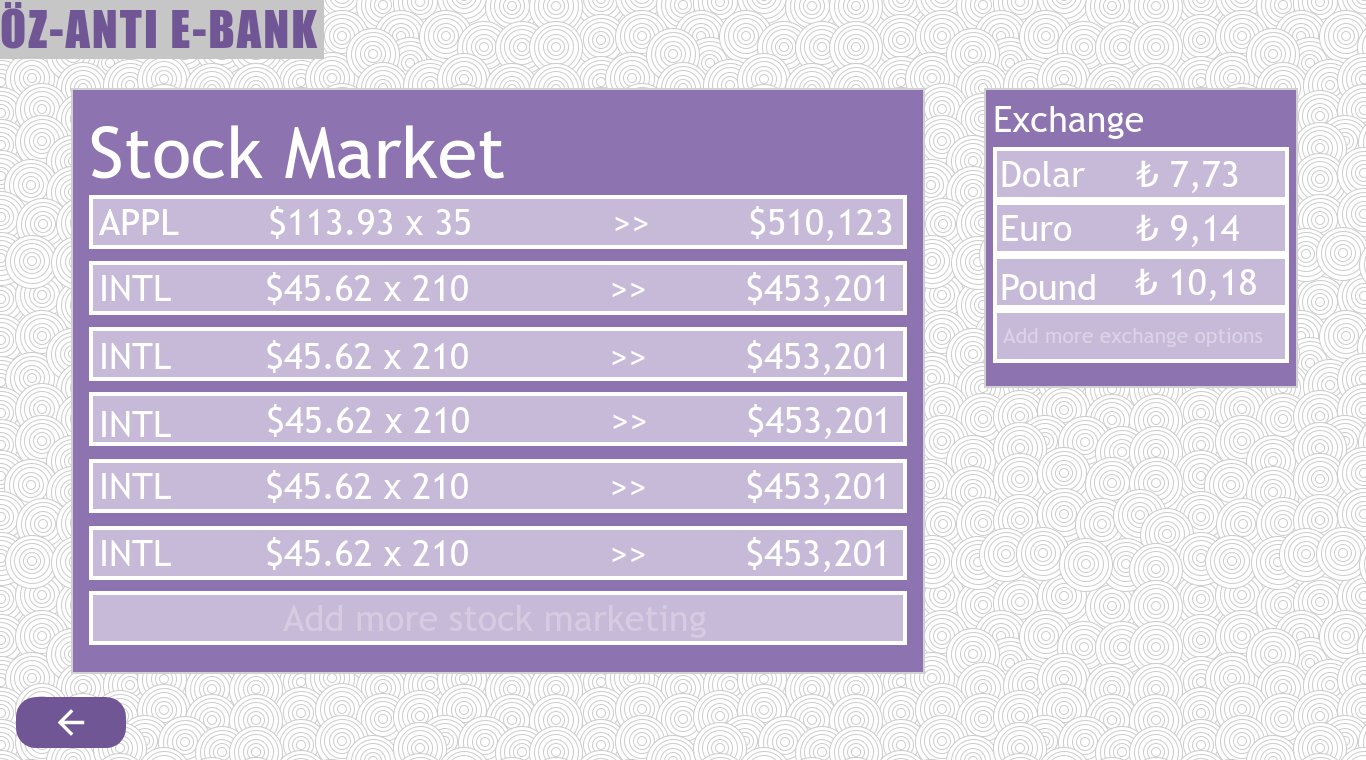 ÖZ-ANTI E-BANK
Stock Market
APPL $113.93 x 35 >> $510,123
INTL $45.62 x 210 >> $453,201
INTL $45.62 x 210 >> $453,201
INTL $45.62 x 210 >> $453,201
INTL $45.62 x 210 >> $453,201
INTL $45.62 x 210 >> $453,201
Add more stock marketing
Exchange
Dolar ₺ 7,73
Euro ₺ 9,14
Pound ₺ 10,18
Add more exchange options